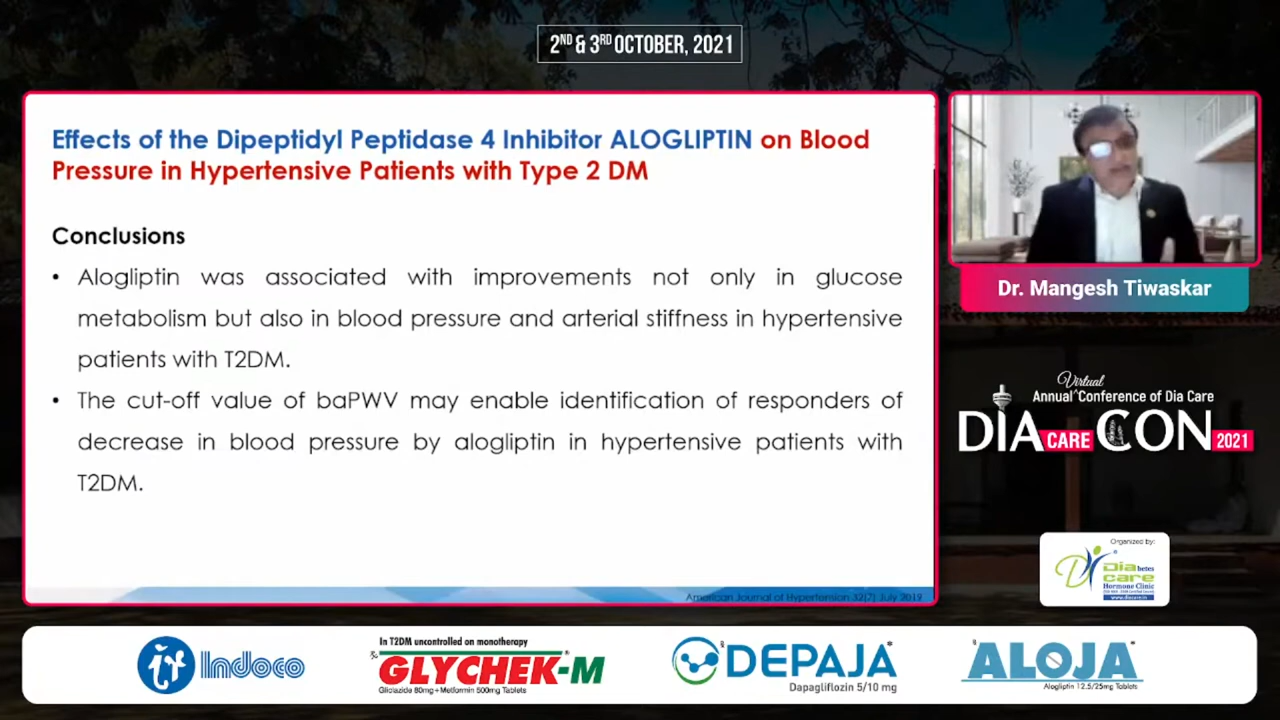 2ND & 3RD OCTOBER, 2021
Effects of the Dipeptidyl Peptidase 4 Inhibitor ALOGLIPTIN on Blood
Pressure in Hypertensive Patients with Type 2 DM
Conclusions
• Alogliptin was associated with improvements not only in glucose
metabolism but also in blood pressure and arterial stiffness in hypertensive
patients with T2DM.
• The cut-off value of baPWV may enable identification of responders of
decrease in blood pressure by alogliptin in hypertensive patients with
T2DM.
American Journal of Hypertension 32(7) July 2019
Dr. Mangesh Tiwaskar
Virtual
Annual Conference of Dia Care
DIA CARE CON 2021
Organized by:
Diabetes
care
Hormone Clinic
www.diacare.in
Indoco
In T2DM uncontrolled on monotherapy
GLYCHEK-M
Gliclazide 80mg + Metformin 500mg Tablets
DEPAJA
Dapagliflozin 5/10 mg
ALOJA
Alogliptin 12.5/25mg Tablets